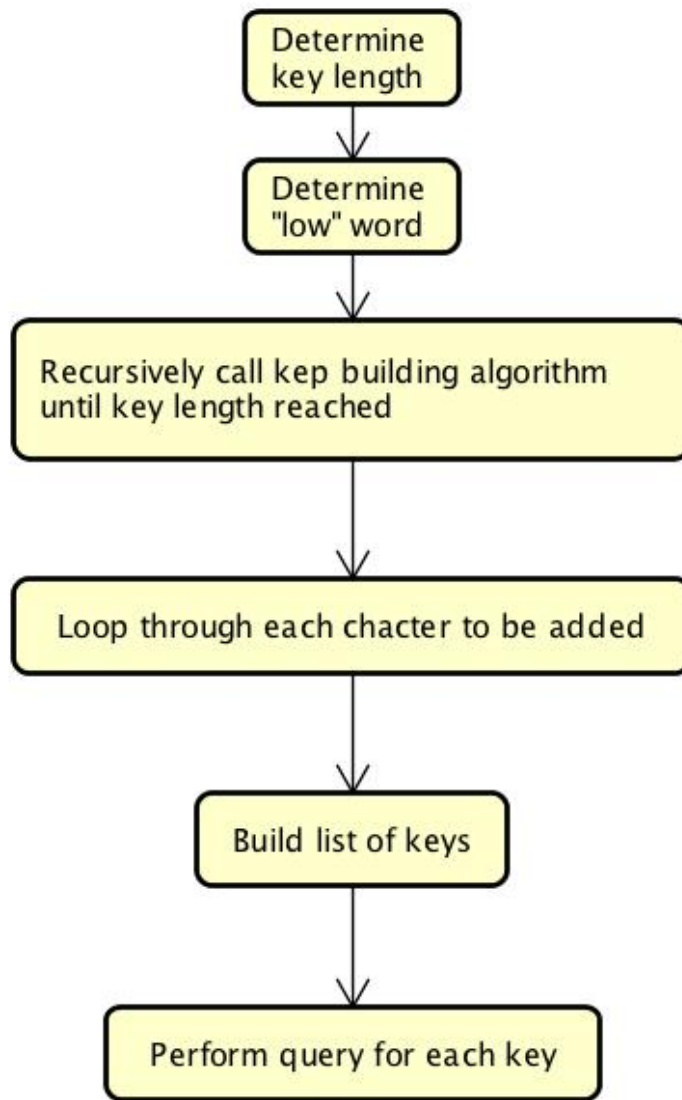 Determine
key length
Determine
"low" word
Recursively call kep building algorithm
until key length reached
Loop through each chacter to be added
Build list of keys
Perform query for each key